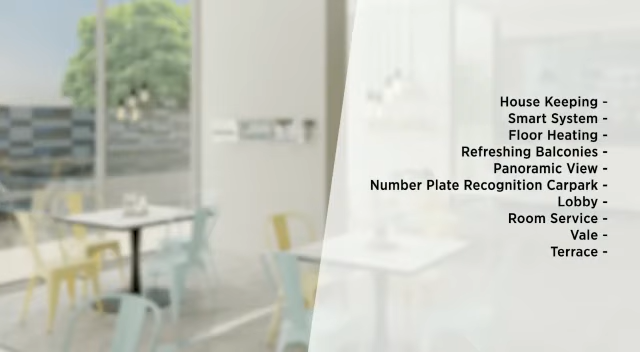 House Keeping -
Smart System -
Floor Heating -
Refreshing Balconies -
Panoramic View -
Number Plate Recognition Carpark -
Lobby -
Room Service -
Vale -
Terrace -